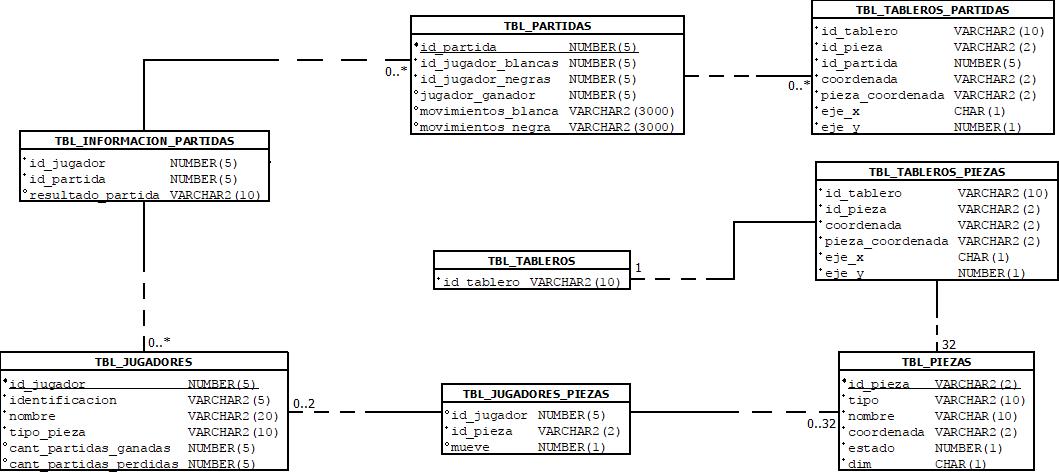 TBL_PARTIDAS
id_partida NUMBER(5)
id_jugador_blancas NUMBER(5)
id_jugador_negras NUMBER(5)
jugador_ganador NUMBER(5)
movimientos_blanca VARCHAR2(3000)
movimientos_negra VARCHAR2(3000)
0..*
TBL_TABLEROS_PARTIDAS
id_tablero VARCHAR2(10)
id_pieza VARCHAR2(2)
id_partida NUMBER(5)
coordenada VARCHAR2(2)
pieza_coordenada VARCHAR2(2)
eje_x CHAR(1)
eje_y NUMBER(1)
0..*
TBL_INFORMACION_PARTIDAS
id_jugador NUMBER(5)
id_partida NUMBER(5)
resultado_partida VARCHAR2(10)
0..*
TBL_TABLEROS_PIEZAS
id_tablero VARCHAR2(10)
id_pieza VARCHAR2(2)
coordenada VARCHAR2(2)
pieza_coordenada VARCHAR2(2)
eje_x CHAR(1)
eje_y NUMBER(1)
TBL_TABLEROS
id_tablero VARCHAR2(10)
1
32
TBL_JUGADORES
id_jugador NUMBER(5)
identificacion VARCHAR2(5)
nombre VARCHAR2(20)
tipo_pieza VARCHAR2(10)
cant_partidas_ganadas NUMBER(5)
cant_partidas_perdidas NUMBER(5)
0..2
TBL_JUGADORES_PIEZAS
id_jugador NUMBER(5)
id_pieza VARCHAR2(2)
mueve NUMBER(1)
0..32
TBL_PIEZAS
id_pieza VARCHAR2(2)
tipo VARCHAR2(10)
nombre VARCHAR(10)
coordenada VARCHAR2(2)
estado NUMBER(1)
dim CHAR(1)